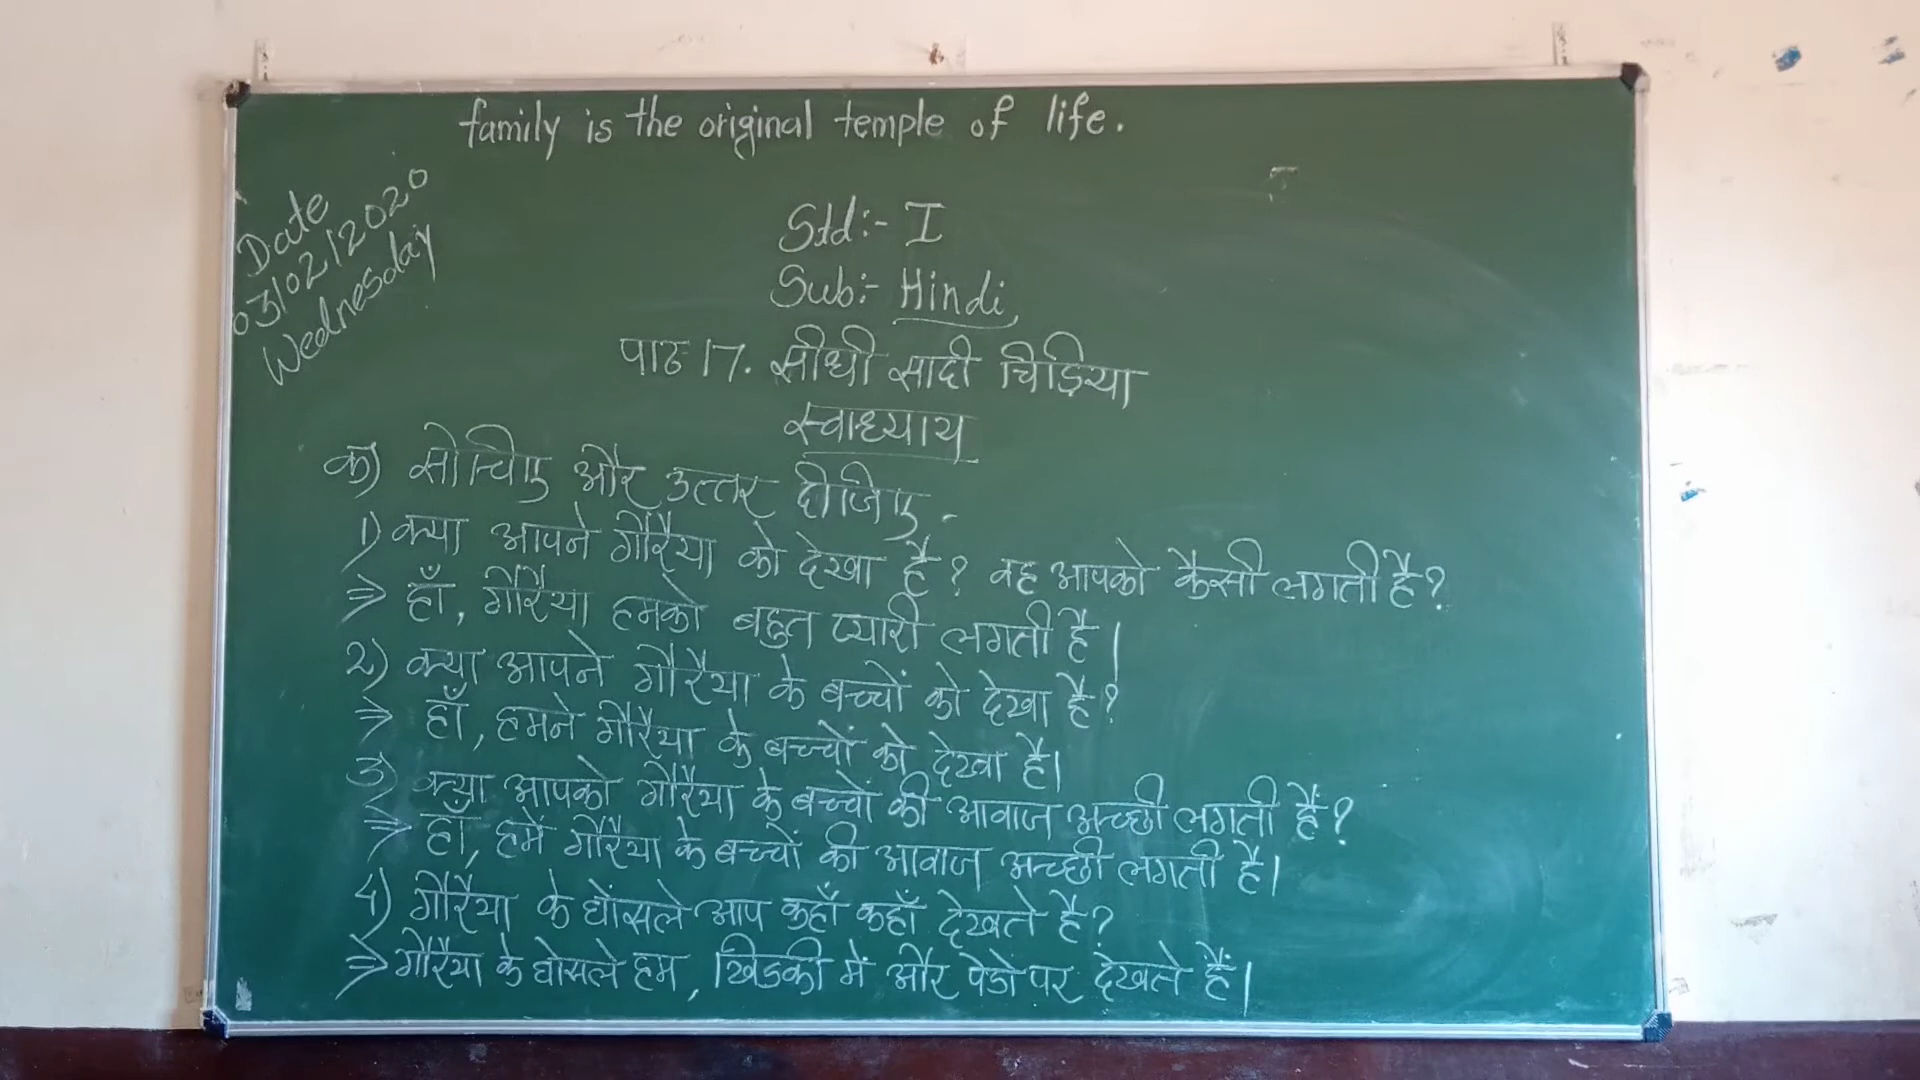 family is the original temple of life.
Date
03/02/2020
Wednesday
Std:- I
Sub:- Hindi
पाठ 17. सीधी सादी चिड़िया
स्वाध्याय
क) सोचिए और उत्तर दीजिए -
1) क्या आपने गौरैया को देखा है? वह आपको कैसी लगती है?
⇒ हाँ, गौरैया हमको बहुत प्यारी लगती है।
2) क्या आपने गौरैया के बच्चों को देखा है?
⇒ हाँ, हमने गौरैया के बच्चों को देखा है।
3) क्या आपको गौरैया के बच्चों की आवाज अच्छी लगती हैं?
⇒ हाँ, हमें गौरैया के बच्चों की आवाज अच्छी लगती है।
4) गौरैया के घोंसले आप कहाँ कहाँ देखते है?
⇒ गौरैया के घोसले हम, खिडकी में और पेडो पर देखते हैं।